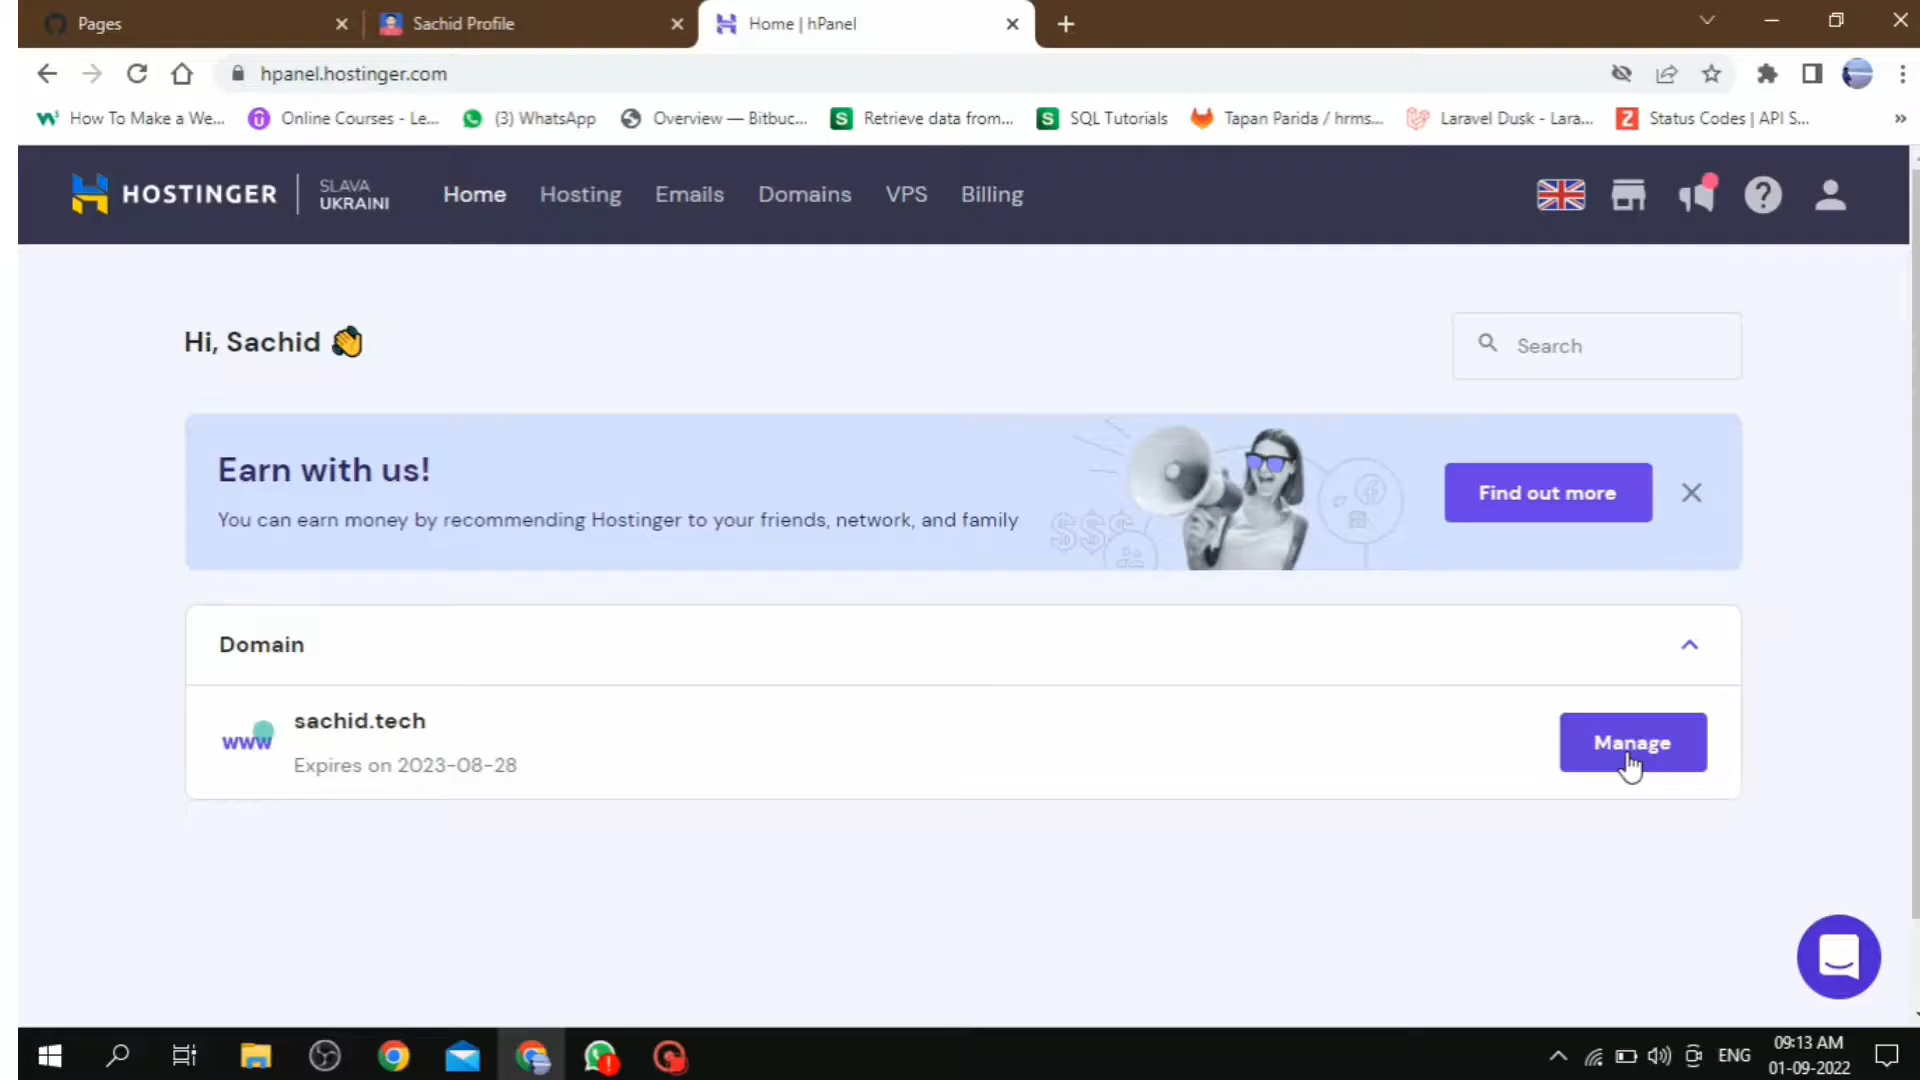 Pages
Sachid Profile
Home | hPanel
hpanel.hostinger.com
How To Make a We...
Online Courses - Le...
(3) WhatsApp
Overview — Bitbuc...
S
Retrieve data from...
S
SQL Tutorials
Tapan Parida / hrms...
Laravel Dusk - Lara...
Z
Status Codes | API S...
»
HOSTINGER
SLAVA
UKRAINI
Home
Hosting
Emails
Domains
VPS
Billing
Hi, Sachid
Search
Earn with us!
You can earn money by recommending Hostinger to your friends, network, and family
$$$
Find out more
Domain
www
sachid.tech
Expires on 2023-08-28
Manage
ENG
09:13 AM
01-09-2022